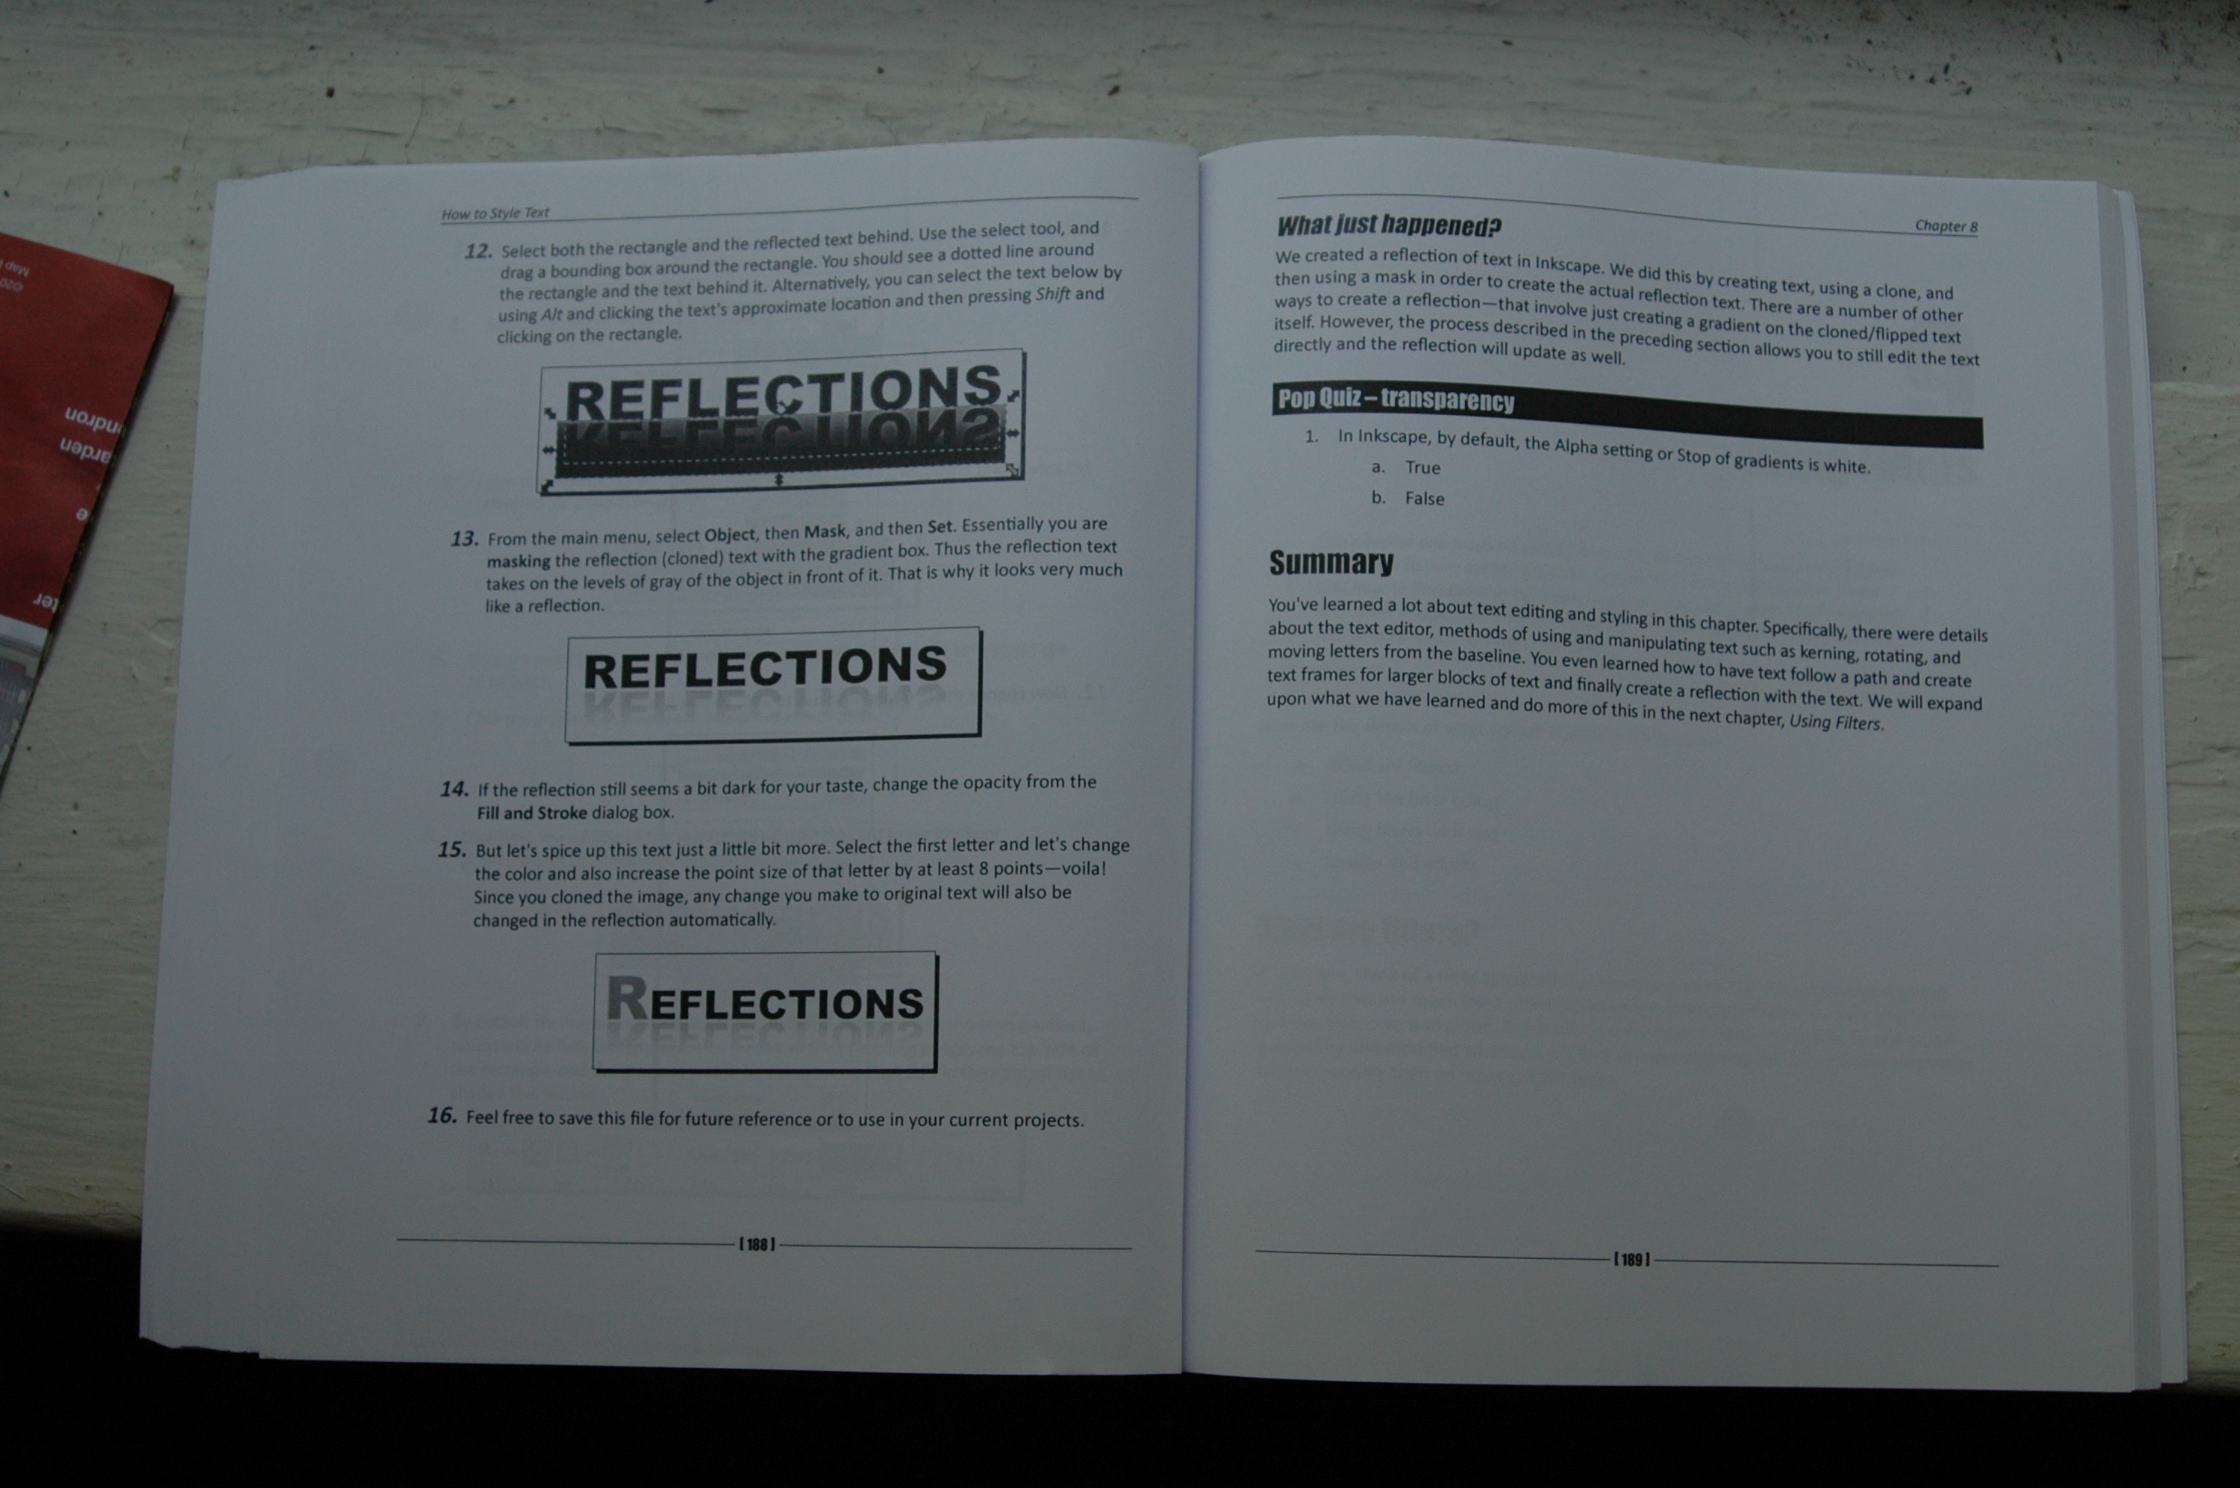 How to Style Text
12. Select both the rectangle and the reflected text behind. Use the select tool, and
drag a bounding box around the rectangle. You should see a dotted line around
the rectangle and the text behind it. Alternatively, you can select the text below by
using Alt and clicking the text's approximate location and then pressing Shift and
clicking on the rectangle.
REFLECTIONS
13. From the main menu, select Object, then Mask, and then Set. Essentially you are
masking the reflection (cloned) text with the gradient box. Thus the reflection text
takes on the levels of gray of the object in front of it. That is why it looks very much
like a reflection.
REFLECTIONS
14. If the reflection still seems a bit dark for your taste, change the opacity from the
Fill and Stroke dialog box.
15. But let's spice up this text just a little bit more. Select the first letter and let's change
the color and also increase the point size of that letter by at least 8 points—voila!
Since you cloned the image, any change you make to original text will also be
changed in the reflection automatically.
REFLECTIONS
16. Feel free to save this file for future reference or to use in your current projects.
[ 188 ]
Chapter 8
What just happened?
We created a reflection of text in Inkscape. We did this by creating text, using a clone, and
then using a mask in order to create the actual reflection text. There are a number of other
ways to create a reflection—that involve just creating a gradient on the cloned/flipped text
itself. However, the process described in the preceding section allows you to still edit the text
directly and the reflection will update as well.
Pop Quiz – transparency
1. In Inkscape, by default, the Alpha setting or Stop of gradients is white.
a. True
b. False
Summary
You've learned a lot about text editing and styling in this chapter. Specifically, there were details
about the text editor, methods of using and manipulating text such as kerning, rotating, and
moving letters from the baseline. You even learned how to have text follow a path and create
text frames for larger blocks of text and finally create a reflection with the text. We will expand
upon what we have learned and do more of this in the next chapter, Using Filters.
[ 189 ]